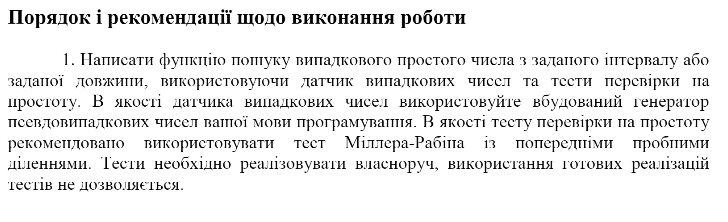 Порядок і рекомендації щодо виконання роботи
1. Написати функцію пошуку випадкового простого числа з заданого інтервалу або
заданої довжини, використовуючи датчик випадкових чисел та тести перевірки на
простоту. В якості датчика випадкових чисел використовуйте вбудований генератор
псевдовипадкових чисел вашої мови програмування. В якості тесту перевірки на простоту
рекомендовано використовувати тест Міллера-Рабіна із попередніми пробними
діленнями. Тести необхідно реалізовувати власноруч, використання готових реалізацій
тестів не дозволяється.